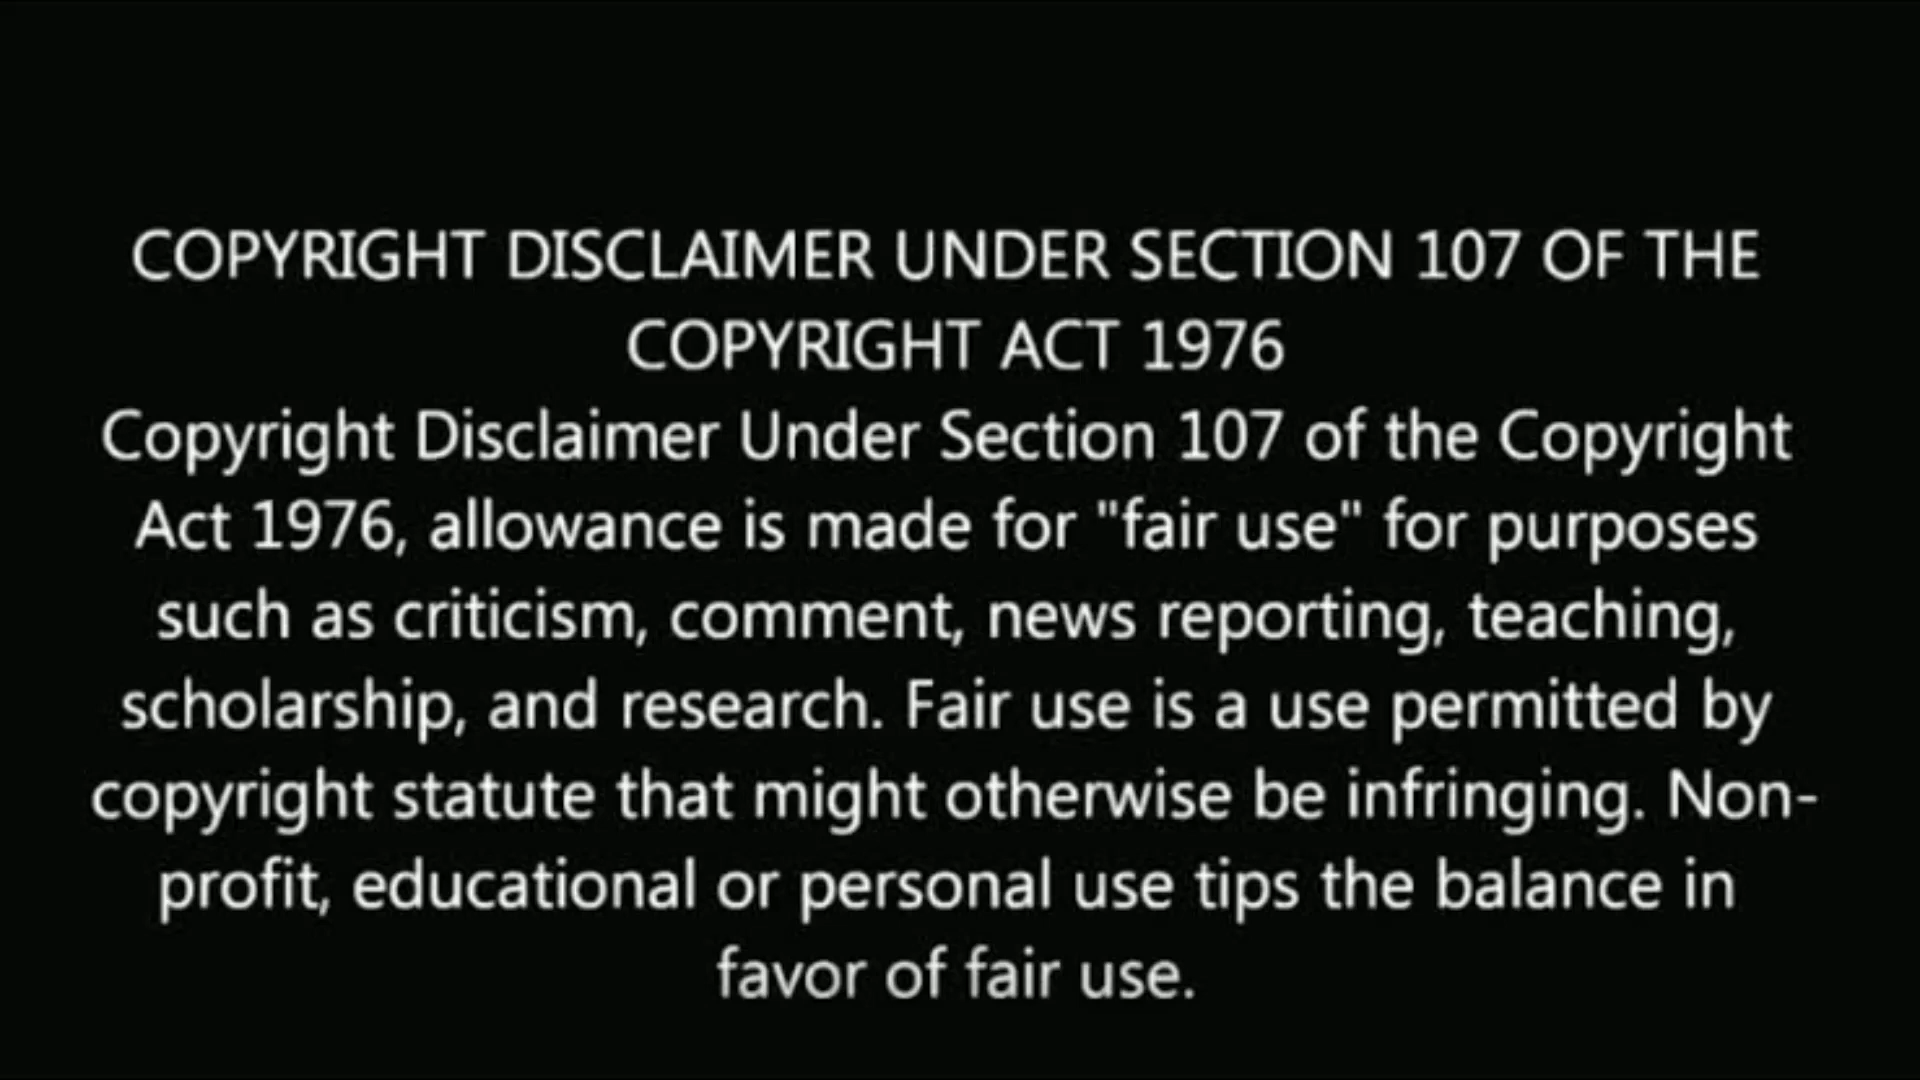 COPYRIGHT DISCLAIMER UNDER SECTION 107 OF THE
COPYRIGHT ACT 1976
Copyright Disclaimer Under Section 107 of the Copyright
Act 1976, allowance is made for "fair use" for purposes
such as criticism, comment, news reporting, teaching,
scholarship, and research. Fair use is a use permitted by
copyright statute that might otherwise be infringing. Non-
profit, educational or personal use tips the balance in
favor of fair use.